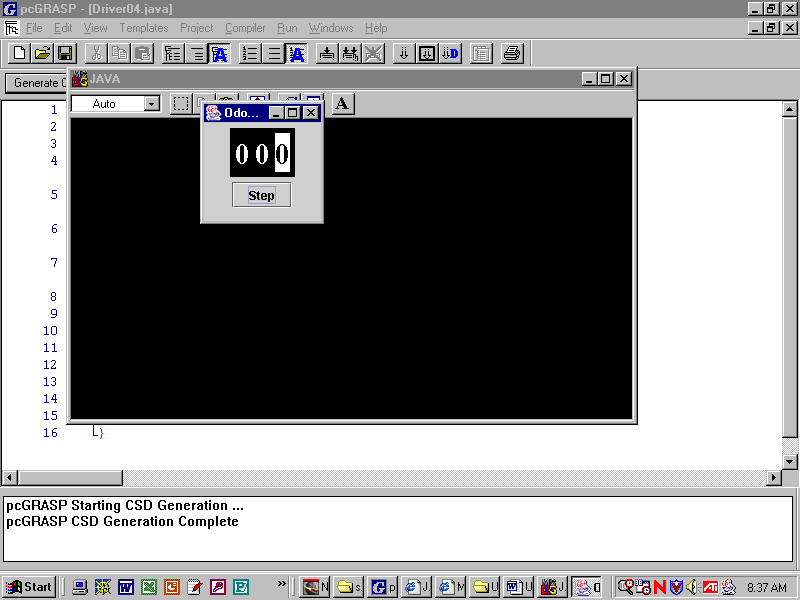 pcGRASP - [Driver04.java]
File Edit View Templates Project Compiler Run Windows Help
Generate
JAVA
Auto
A
Odo...
0 0 0
Step
1
2
3
4
5
6
7
8
9
10
11
12
13
14
15
16 }
pcGRASP Starting CSD Generation ...
pcGRASP CSD Generation Complete
Start » N s. p J. M U U J. O 8:37 AM